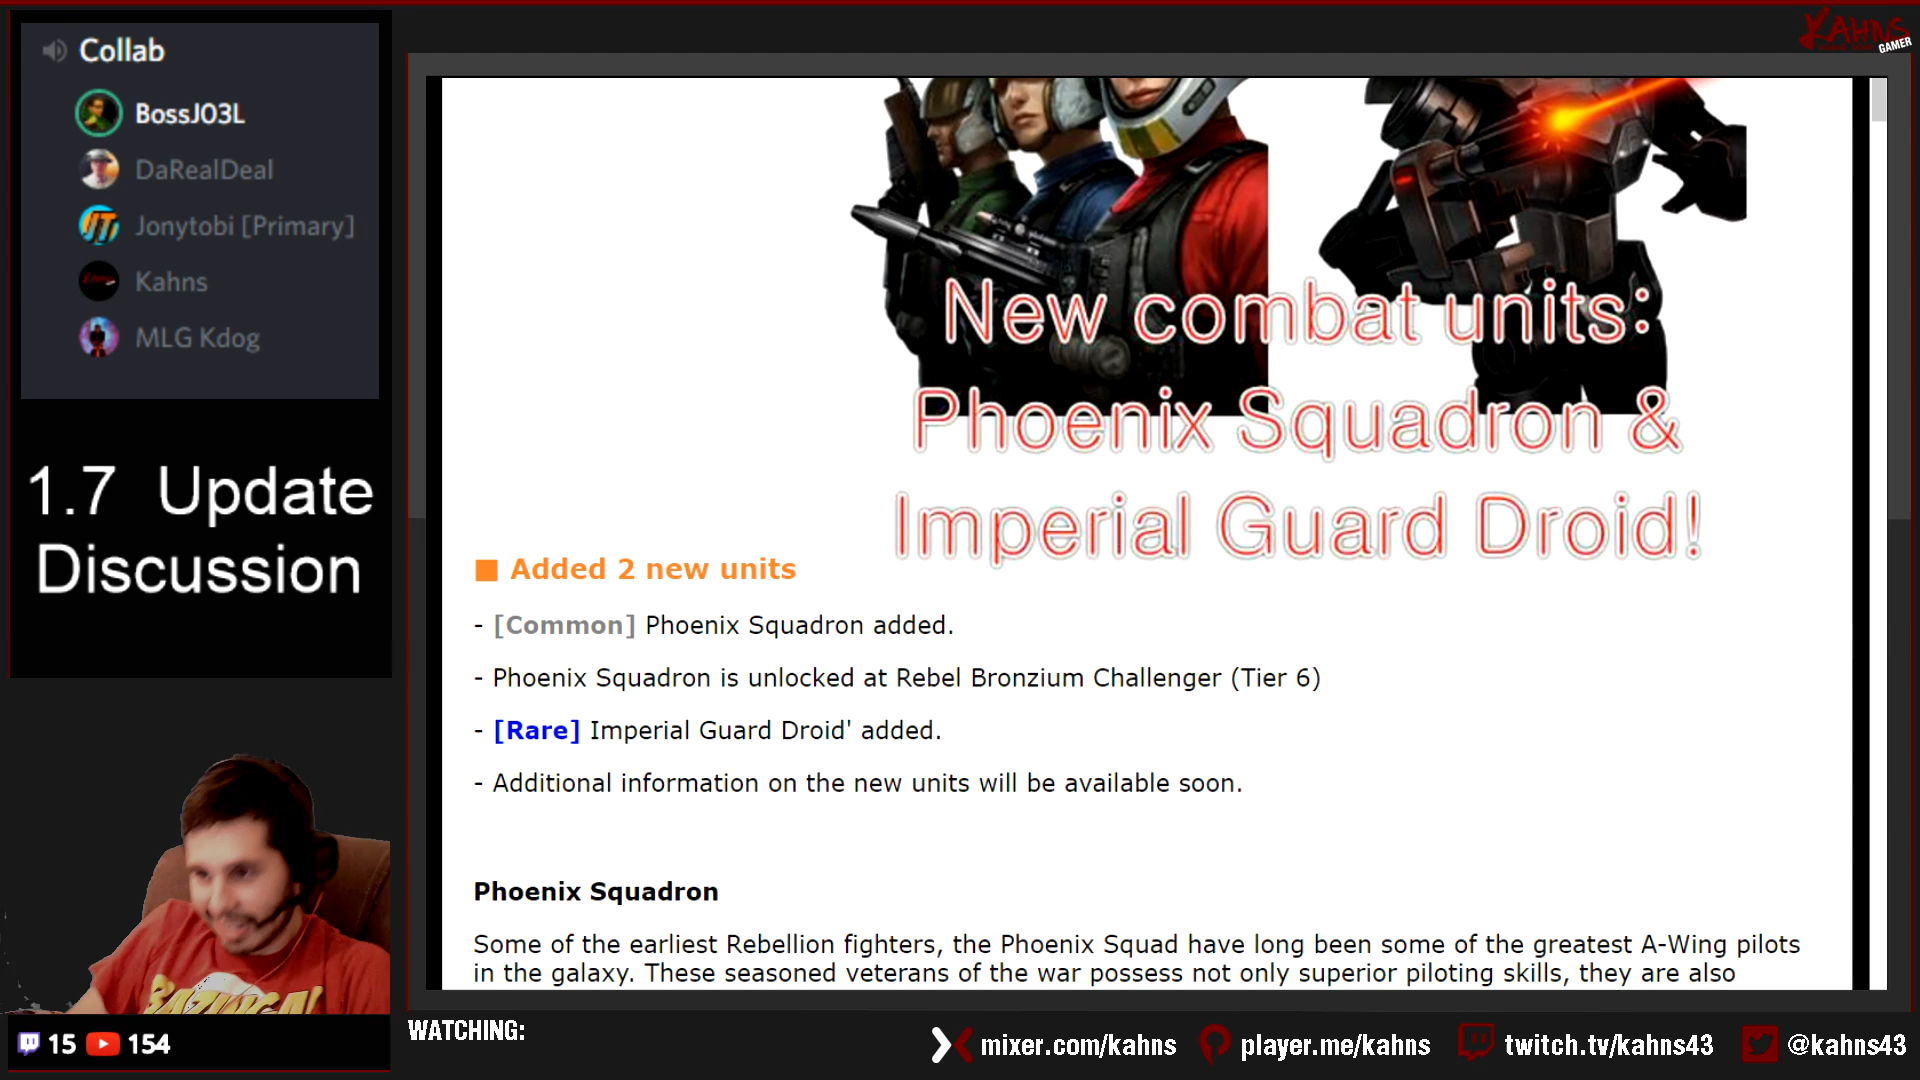 Collab
BossJ03L
DaRealDeal
Jonytobi [Primary]
Kahns
MLG Kdog
1.7 Update
Discussion
KAHNS
GAMER
New combat units:
Phoenix Squadron &
Imperial Guard Droid!
■ Added 2 new units
- [Common] Phoenix Squadron added.
- Phoenix Squadron is unlocked at Rebel Bronzium Challenger (Tier 6)
- [Rare] Imperial Guard Droid' added.
- Additional information on the new units will be available soon.
Phoenix Squadron
Some of the earliest Rebellion fighters, the Phoenix Squad have long been some of the greatest A-Wing pilots
in the galaxy. These seasoned veterans of the war possess not only superior piloting skills, they are also
BAZINGA!
15 154
WATCHING:
mixer.com/kahns
player.me/kahns
twitch.tv/kahns43
@kahns43